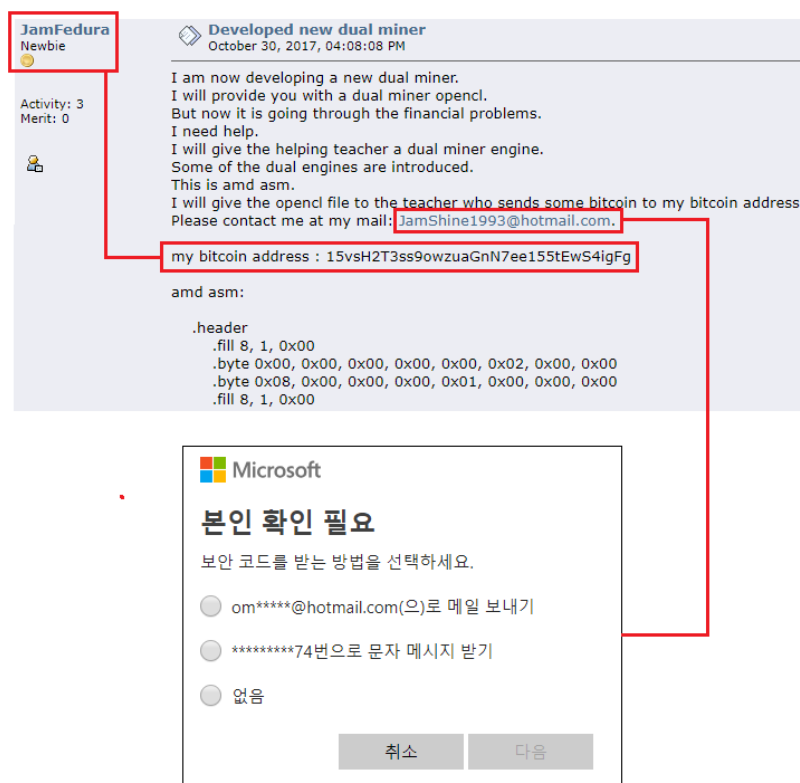 JamFedura
Newbie
Activity: 3
Merit: 0
Developed new dual miner
October 30, 2017, 04:08:08 PM
I am now developing a new dual miner.
I will provide you with a dual miner opencl.
But now it is going through the financial problems.
I need help.
I will give the helping teacher a dual miner engine.
Some of the dual engines are introduced.
This is amd asm.
I will give the opencl file to the teacher who sends some bitcoin to my bitcoin address
Please contact me at my mail: JamShine1993@hotmail.com.
my bitcoin address : 15vsH2T3ss9owzuaGnN7ee155tEwS4igFg
amd asm:
.header
.fill 8, 1, 0x00
.byte 0x00, 0x00, 0x00, 0x00, 0x00, 0x02, 0x00, 0x00
.byte 0x08, 0x00, 0x00, 0x00, 0x01, 0x00, 0x00, 0x00
.fill 8, 1, 0x00
Microsoft
본인 확인 필요
보안 코드를 받는 방법을 선택하세요.
om*****@hotmail.com(으)로 메일 보내기
*********74번으로 문자 메시지 받기
없음
취소
다음